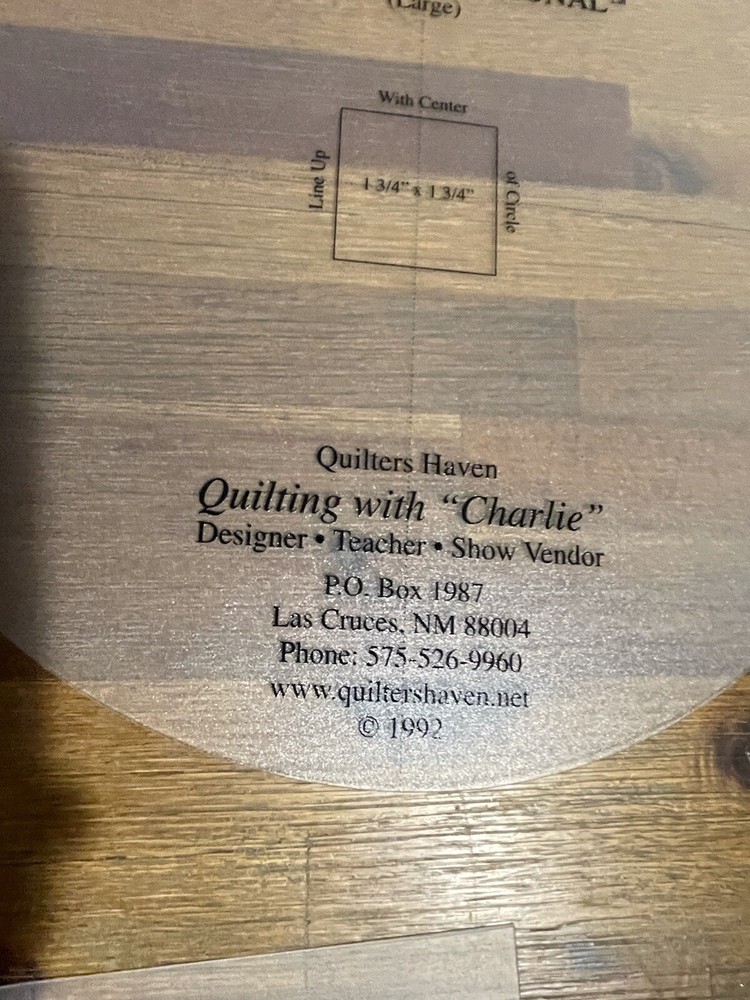 (Large)
With Center
Line Up
1 3/4" x 1 3/4"
of Circle
Quilters Haven
Quilting with “Charlie”
Designer • Teacher • Show Vendor
P.O. Box 1987
Las Cruces, NM 88004
Phone: 575-526-9960
www.quiltershaven.net
© 1992